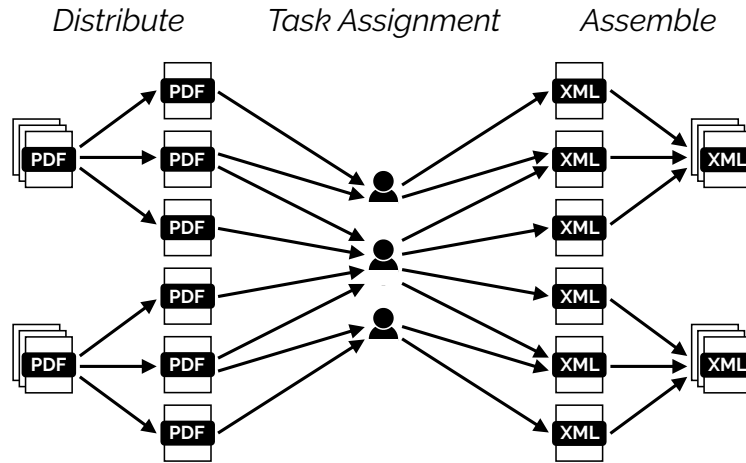 Distribute Task Assignment Assemble
PDF XML
PDF PDF XML XML
PDF XML
PDF XML
PDF PDF XML XML
PDF XML